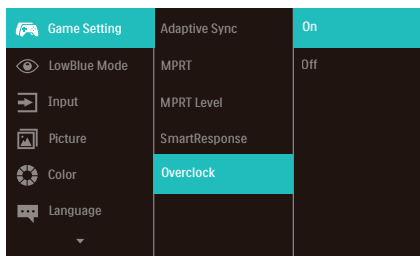 Game Setting
LowBlue Mode
Input
Picture
Color
Language
Adaptive Sync
MPRT
MPRT Level
SmartResponse
Overclock
On
Off